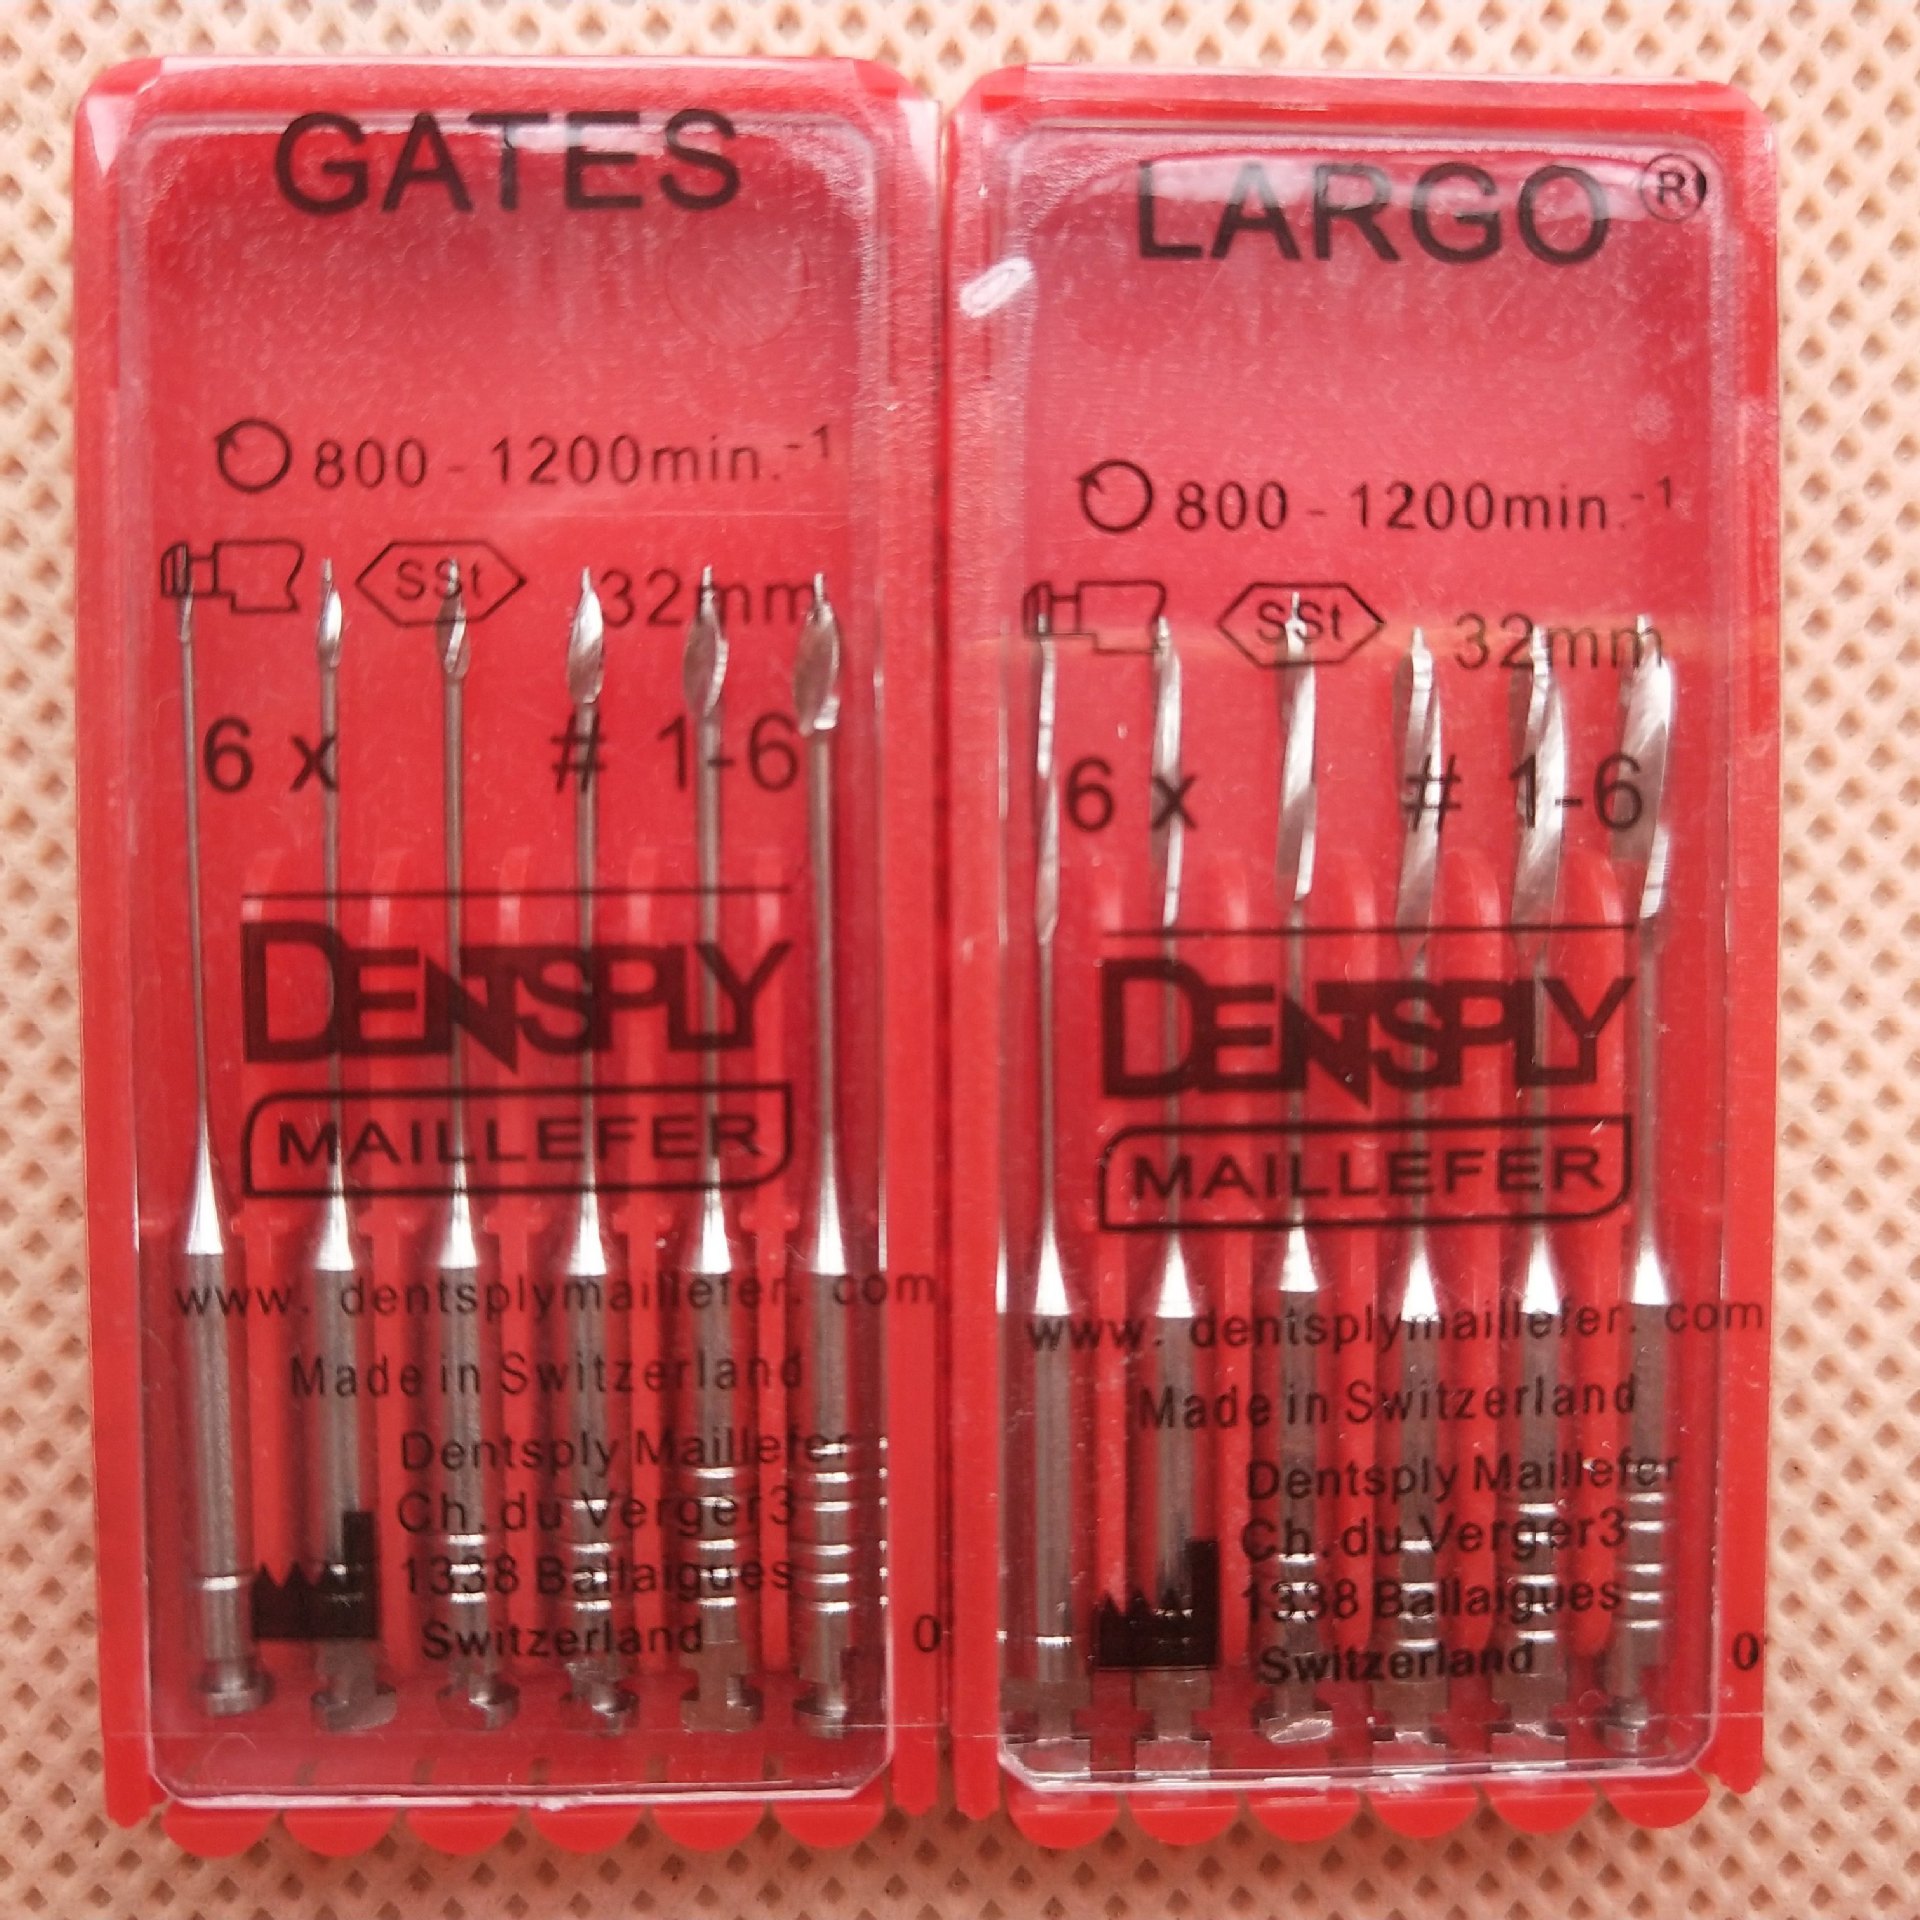 GATES
800 - 1200min.⁻¹
SSt 32mm
6 x # 1-6
DENTSPLY
MAILLEFER
www. dentsplymaillefer. com
Made in Switzerland
Dentsply Maillefer
Ch. du Verger3
1338 Ballaigues
Switzerland
0
LARGO®
800 - 1200min.⁻¹
SSt 32mm
6 x # 1-6
DENTSPLY
MAILLEFER
www. dentsplymaillefer. com
Made in Switzerland
Dentsply Maillefer
Ch. du Verger3
1338 Ballaigues
Switzerland
0